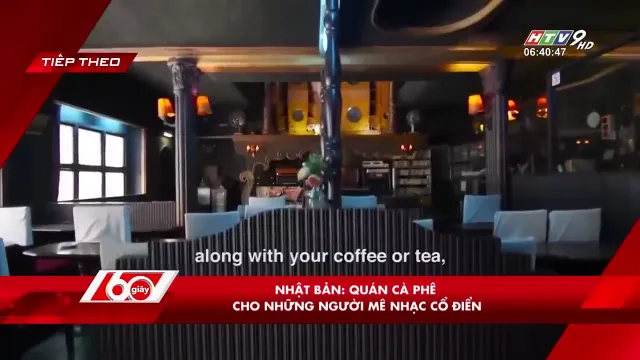 TIẾP THEO
HTV9 HD
06:40:47
along with your coffee or tea,
60 giây
NHẬT BẢN: QUÁN CÀ PHÊ
CHO NHỮNG NGƯỜI MÊ NHẠC CỔ ĐIỂN